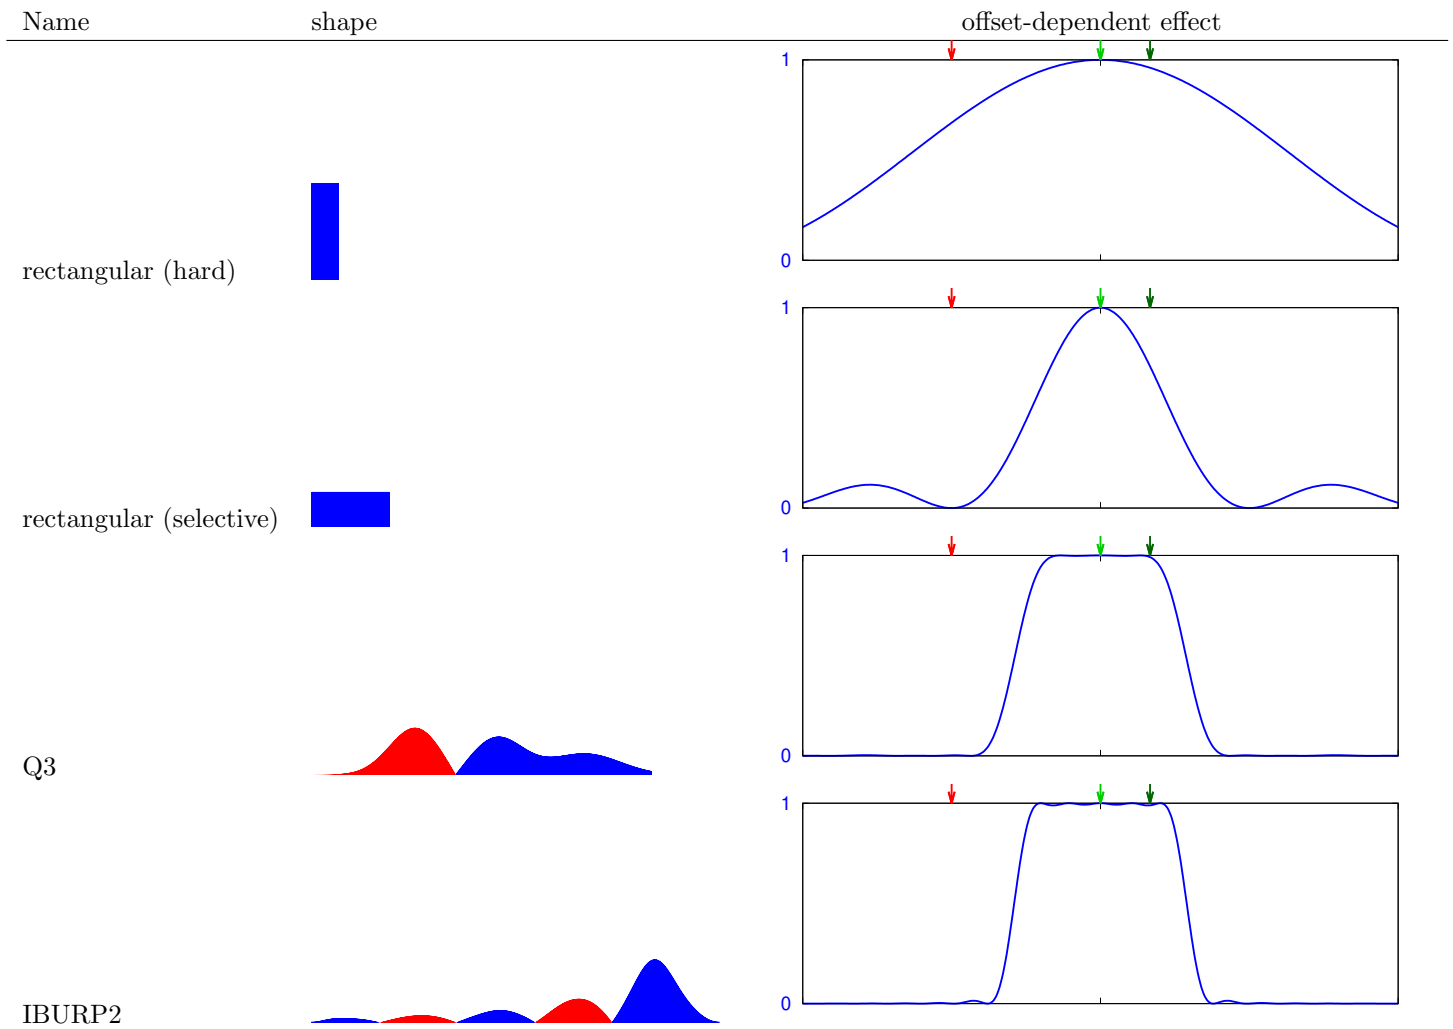 Name shape offset-dependent effect
1
0
rectangular (hard)
1
0
rectangular (selective)
1
0
Q3
1
0
IBURP2